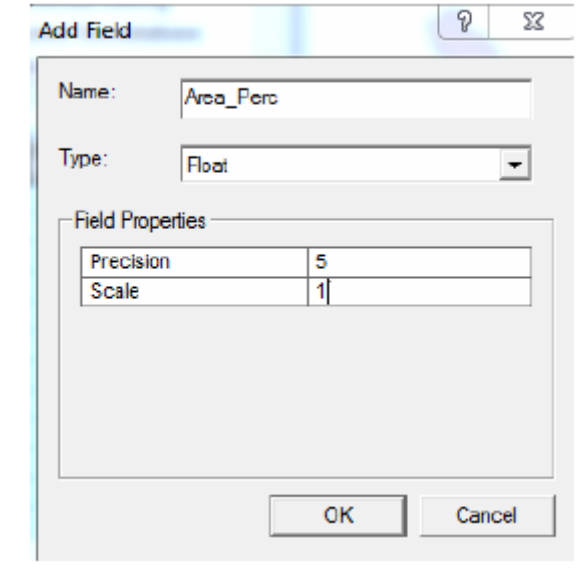 Add Field
Name: Area_Perc
Type: Float
Field Properties
Precision 5
Scale 1
OK Cancel